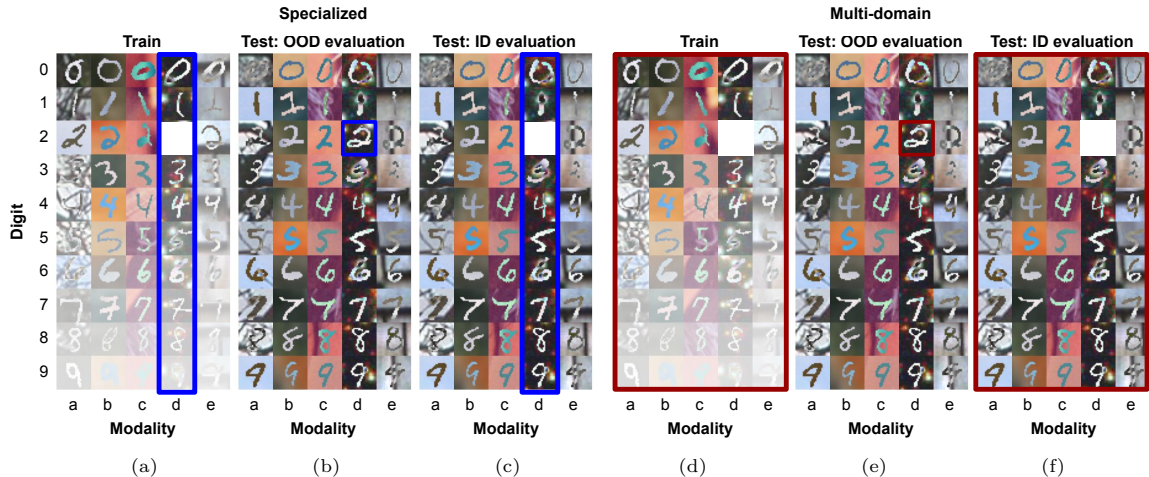 Specialized Multi-domain
Train Test: OOD evaluation Test: ID evaluation Train Test: OOD evaluation Test: ID evaluation
Digit
0
1
2
3
4
5
6
7
8
9
a b c d e a b c d e a b c d e a b c d e a b c d e a b c d e
Modality Modality Modality Modality Modality Modality
(a) (b) (c) (d) (e) (f)